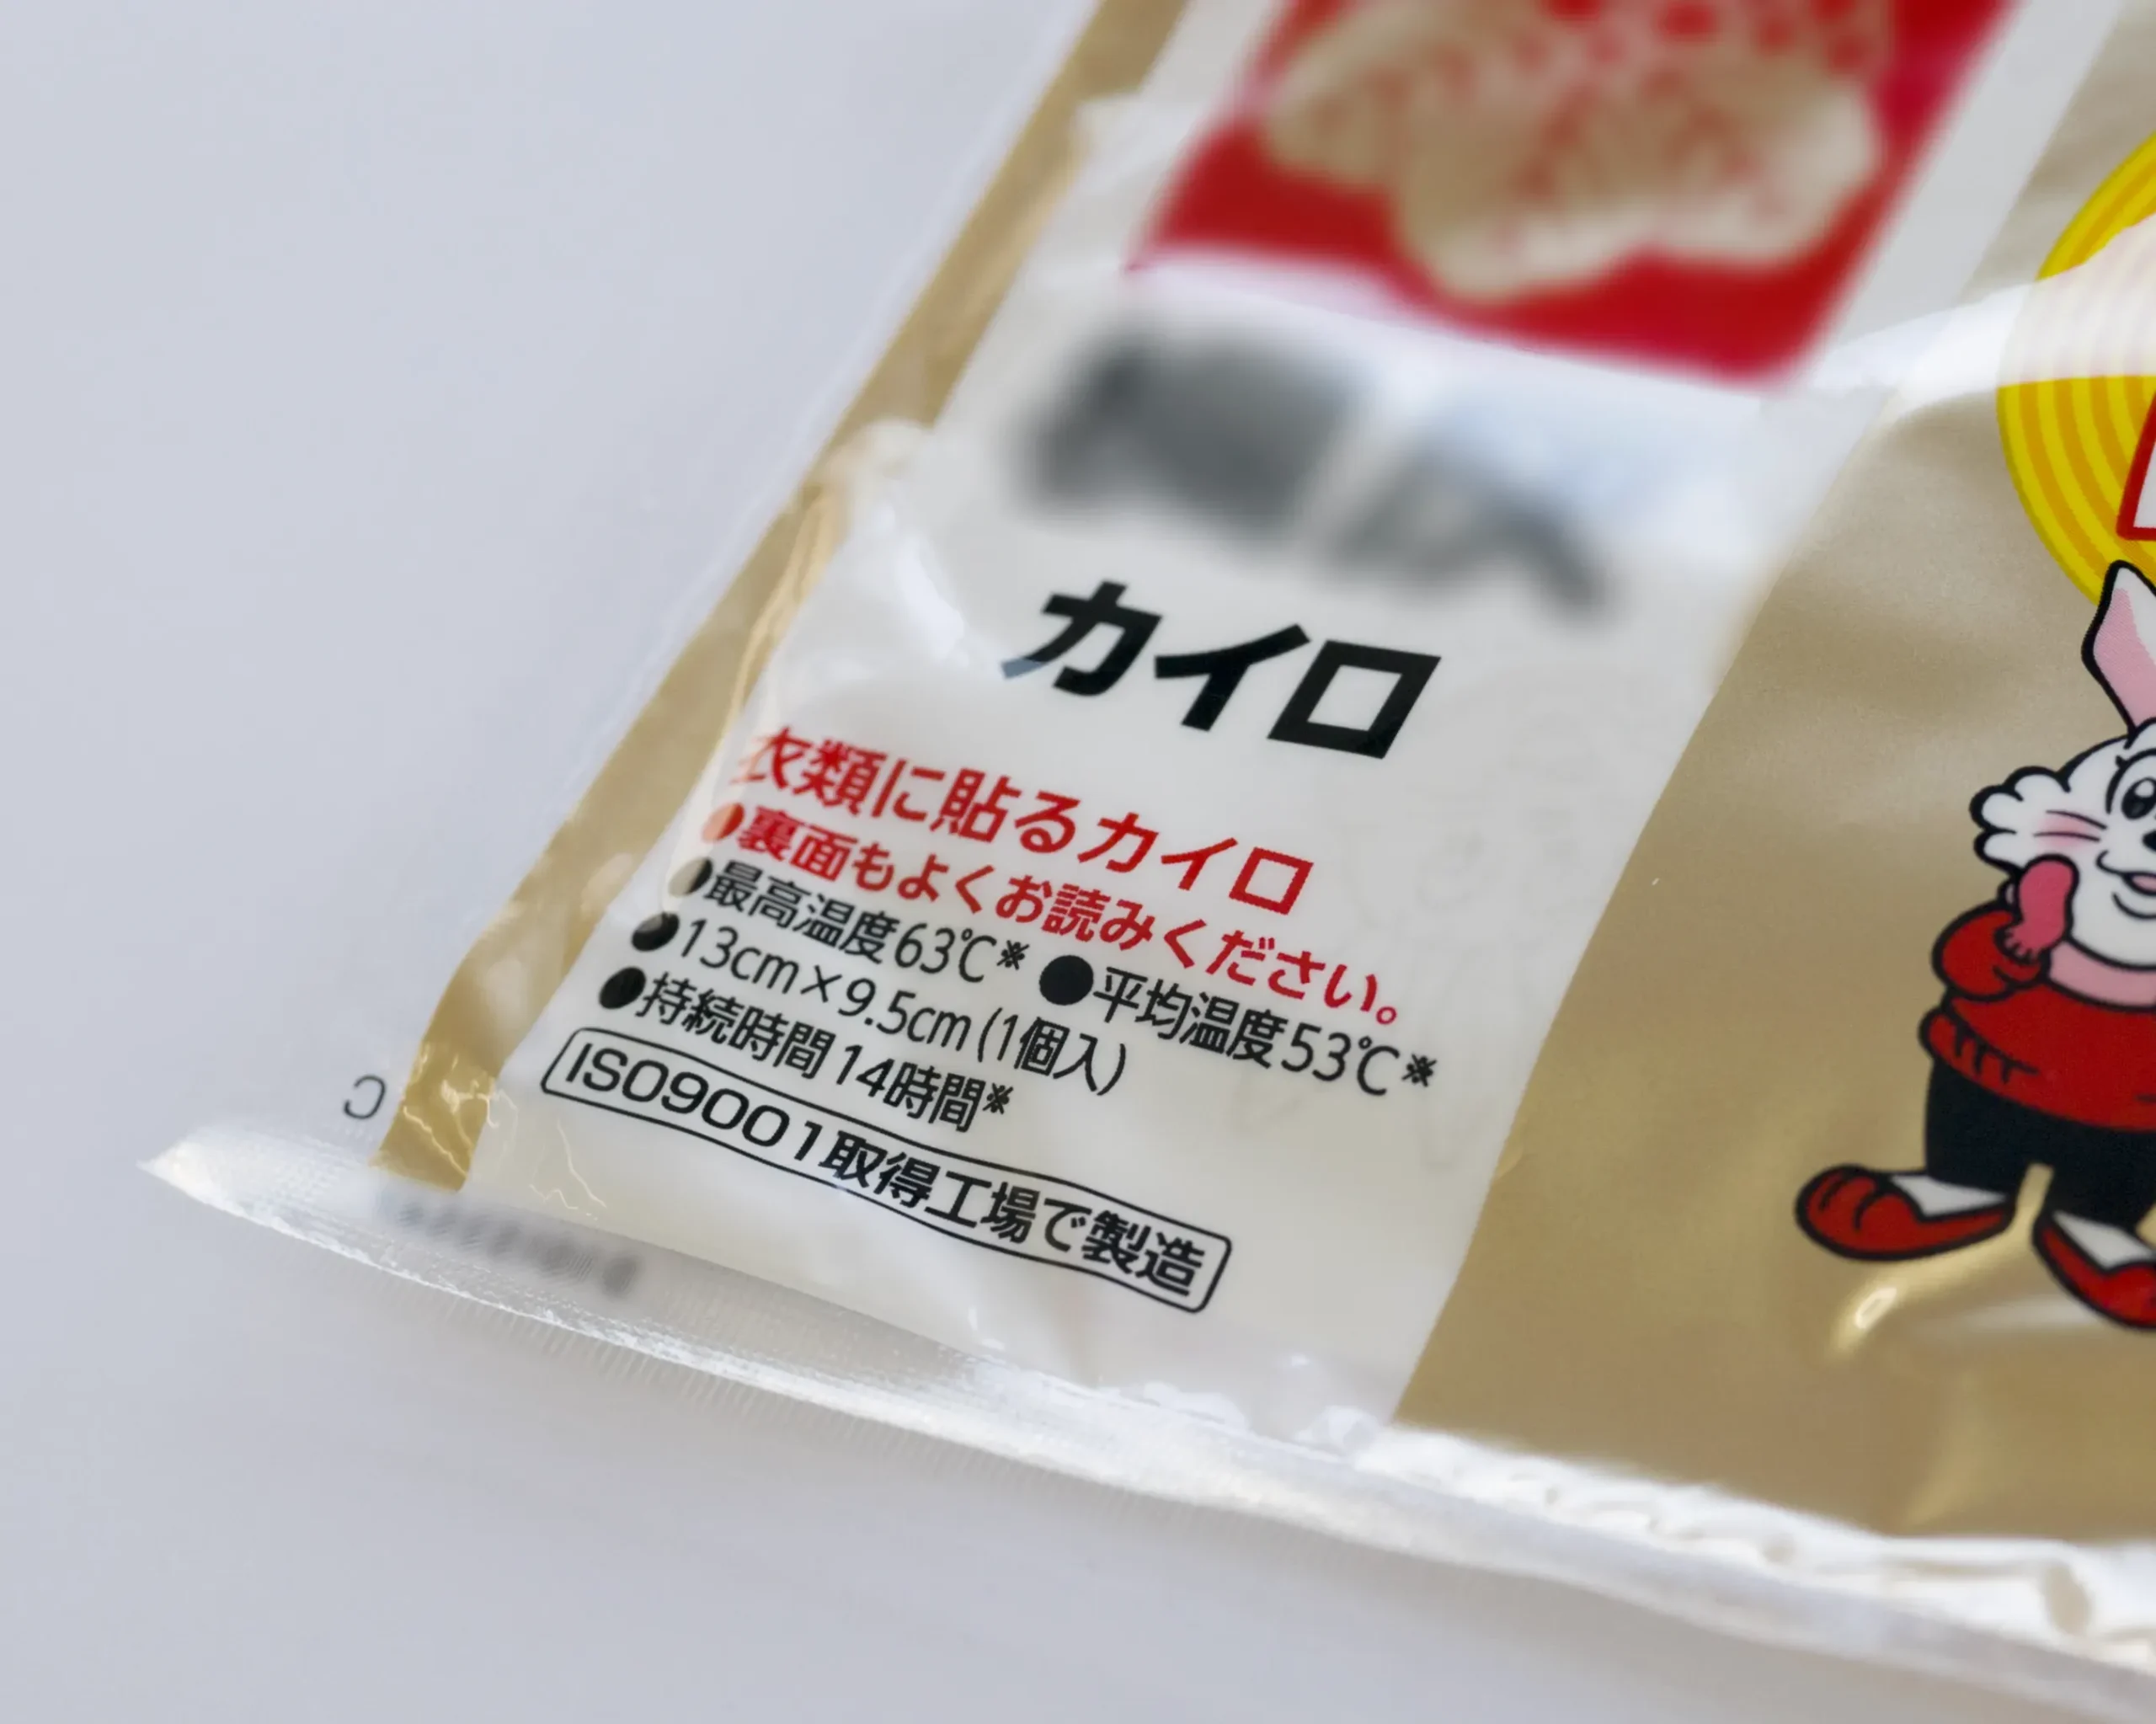 カイロ
衣類に貼るカイロ
●裏面もよくお読みください。
●最高温度63℃※ ●平均温度53℃※
●13cm×9.5cm(1個入)
●持続時間14時間※
ISO9001取得工場で製造
C